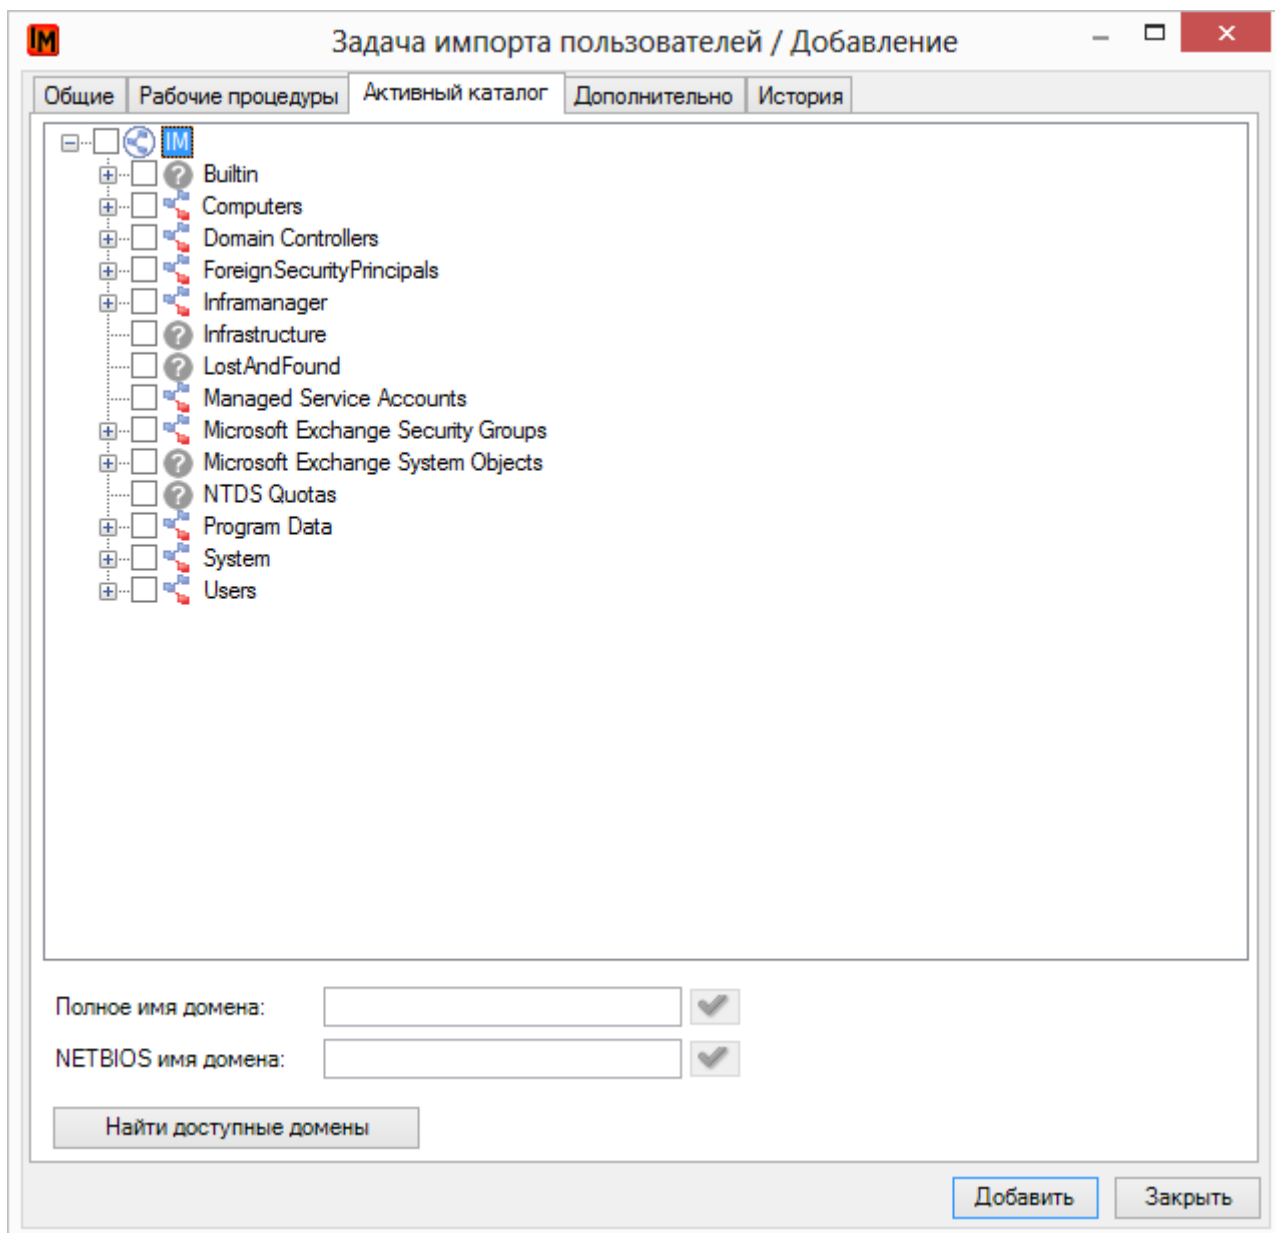 IM
Задача импорта пользователей / Добавление
Общие
Рабочие процедуры
Активный каталог
Дополнительно
История
IM
Builtin
Computers
Domain Controllers
ForeignSecurityPrincipals
Inframanager
Infrastructure
LostAndFound
Managed Service Accounts
Microsoft Exchange Security Groups
Microsoft Exchange System Objects
NTDS Quotas
Program Data
System
Users
Полное имя домена:
NETBIOS имя домена:
Найти доступные домены
Добавить
Закрыть